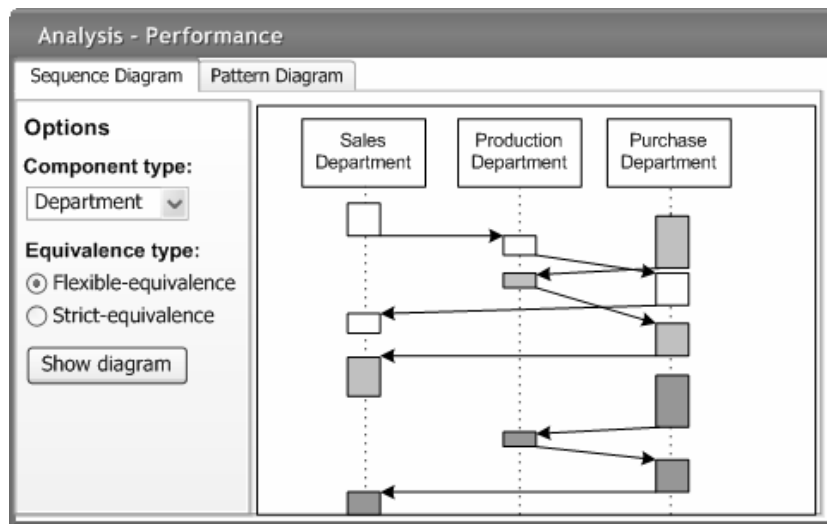 Analysis - Performance
Sequence Diagram
Pattern Diagram
Options
Component type:
Department
Equivalence type:
Flexible-equivalence
Strict-equivalence
Show diagram
Sales
Department
Production
Department
Purchase
Department